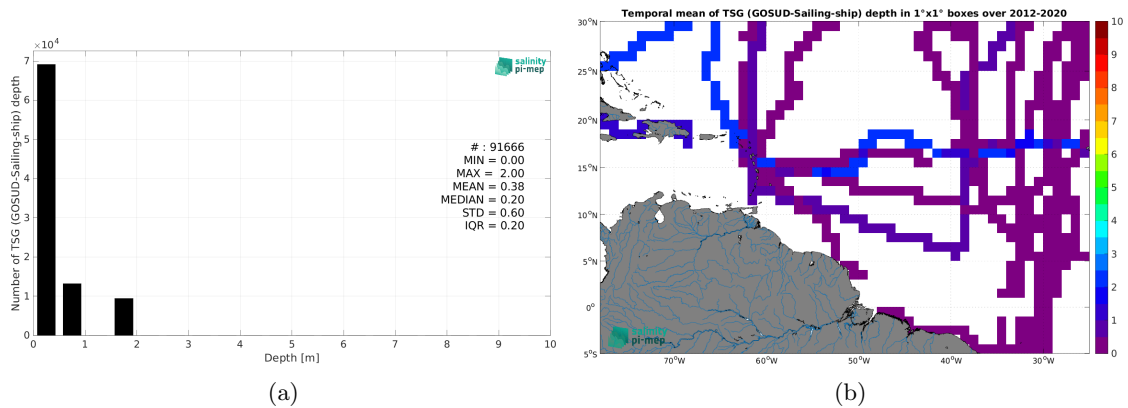 ×10⁴
7
6
5
4
3
2
1
0
Number of TSG (GOSUD-Sailing-ship) depth
0 1 2 3 4 5 6 7 8 9 10
Depth [m]
salinity
pi-mep
# : 91666
MIN = 0.00
MAX = 2.00
MEAN = 0.38
MEDIAN = 0.20
STD = 0.60
IQR = 0.20
(a)
Temporal mean of TSG (GOSUD-Sailing-ship) depth in 1°x1° boxes over 2012-2020
30°N
25°N
20°N
15°N
10°N
5°N
0°
5°S
70°W 60°W 50°W 40°W 30°W
salinity
pi-mep
10
9
8
7
6
5
4
3
2
1
0
(b)